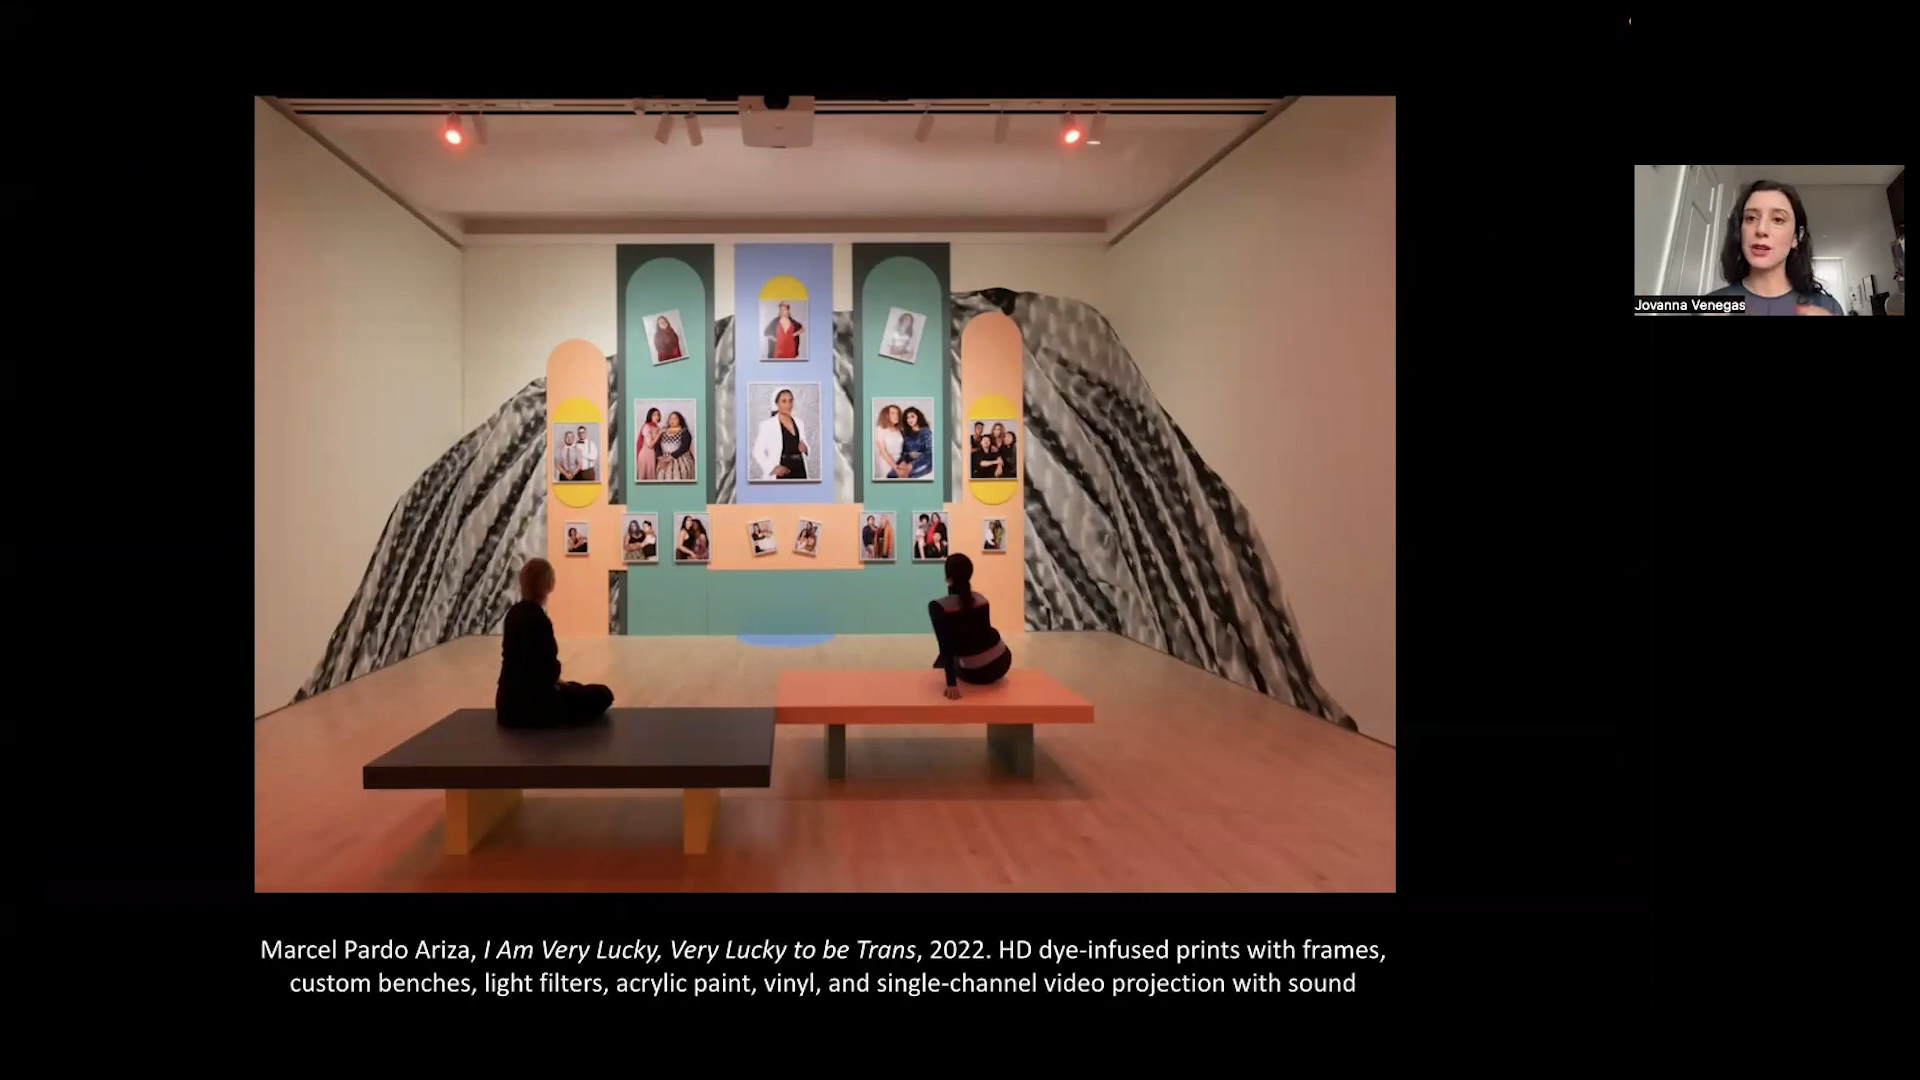 Jovanna Venegas
Marcel Pardo Ariza, I Am Very Lucky, Very Lucky to be Trans, 2022. HD dye-infused prints with frames,
custom benches, light filters, acrylic paint, vinyl, and single-channel video projection with sound